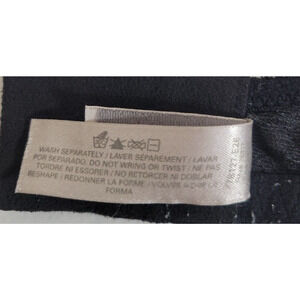 WASH SEPARATELY / LAVER SÉPARÉMENT / LAVAR
POR SEPARADO. DO NOT WRING OR TWIST / NE PAS
TORDRE NI ESSORER / NO RETORCER NI DOBLAR
RESHAPE / REDONNER LA FORME / VOLVER A DAR LA
FORMA